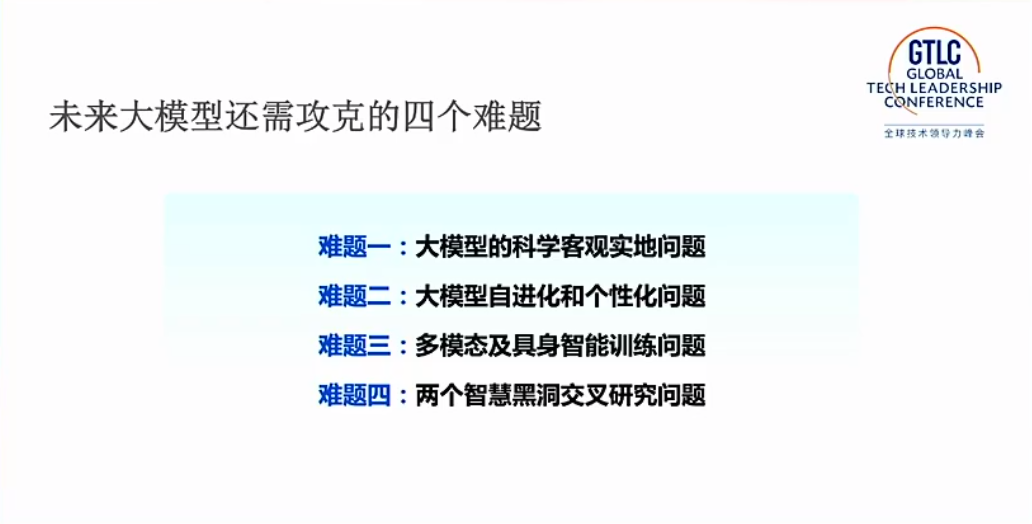 GTLC
GLOBAL
TECH LEADERSHIP
CONFERENCE
全球技术领导力峰会
未来大模型还需攻克的四个难题
难题一：大模型的科学客观实地问题
难题二：大模型自进化和个性化问题
难题三：多模态及具身智能训练问题
难题四：两个智慧黑洞交叉研究问题